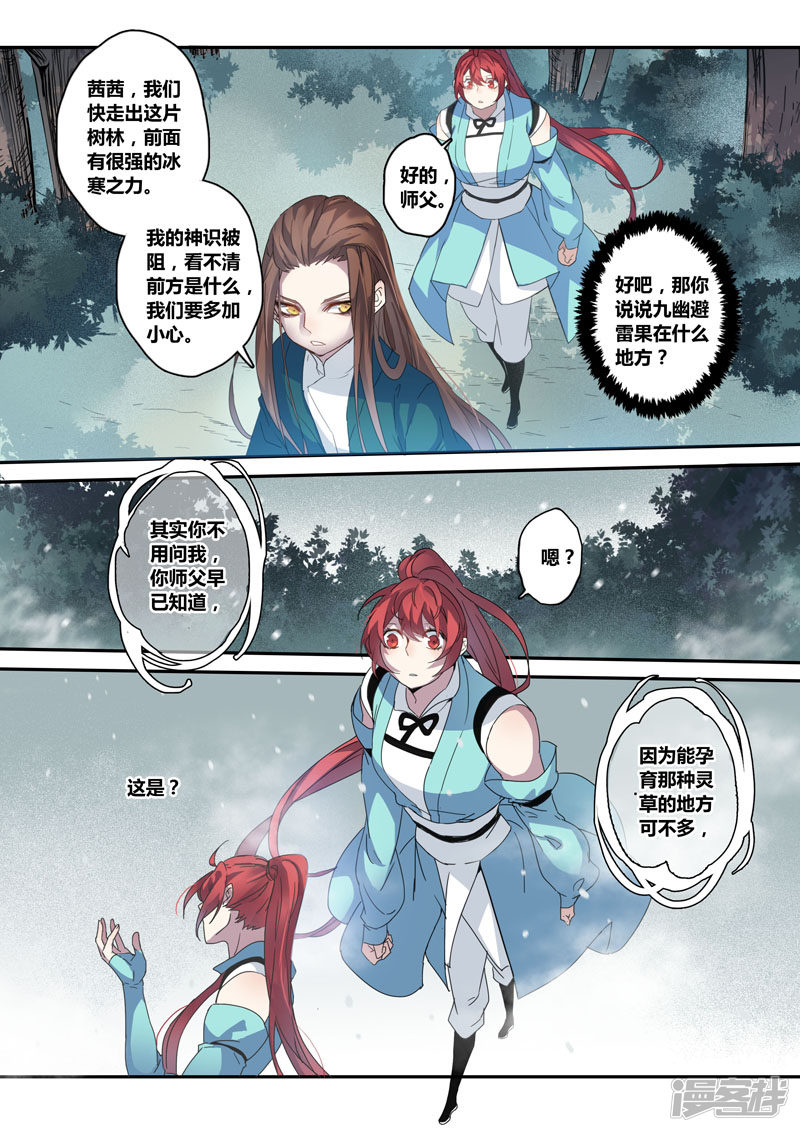 茜茜，我们
快走出这片
树林，前面
有很强的冰
寒之力。
我的神识被
阻，看不清
前方是什么，
我们要多加
小心。
好的，
师父。
好吧，那你
说说九幽避
雷果在什么
地方？
其实你
不用问我，
你师父早
已知道，
嗯？
因为能孕
育那种灵
草的地方
可不多，
这是？
漫客栈